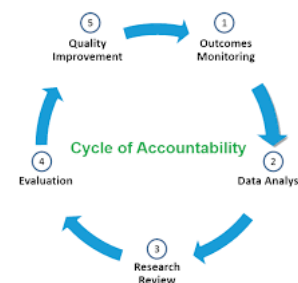 5
Quality
Improvement
1
Outcomes
Monitoring
Cycle of Accountability
4
Evaluation
2
Data Analys
3
Research
Review